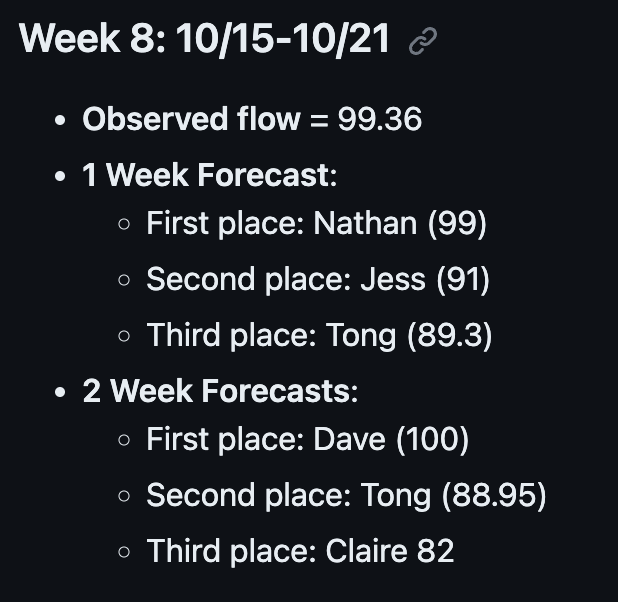 Week 8: 10/15-10/21
• Observed flow = 99.36
• 1 Week Forecast:
◦ First place: Nathan (99)
◦ Second place: Jess (91)
◦ Third place: Tong (89.3)
• 2 Week Forecasts:
◦ First place: Dave (100)
◦ Second place: Tong (88.95)
◦ Third place: Claire 82